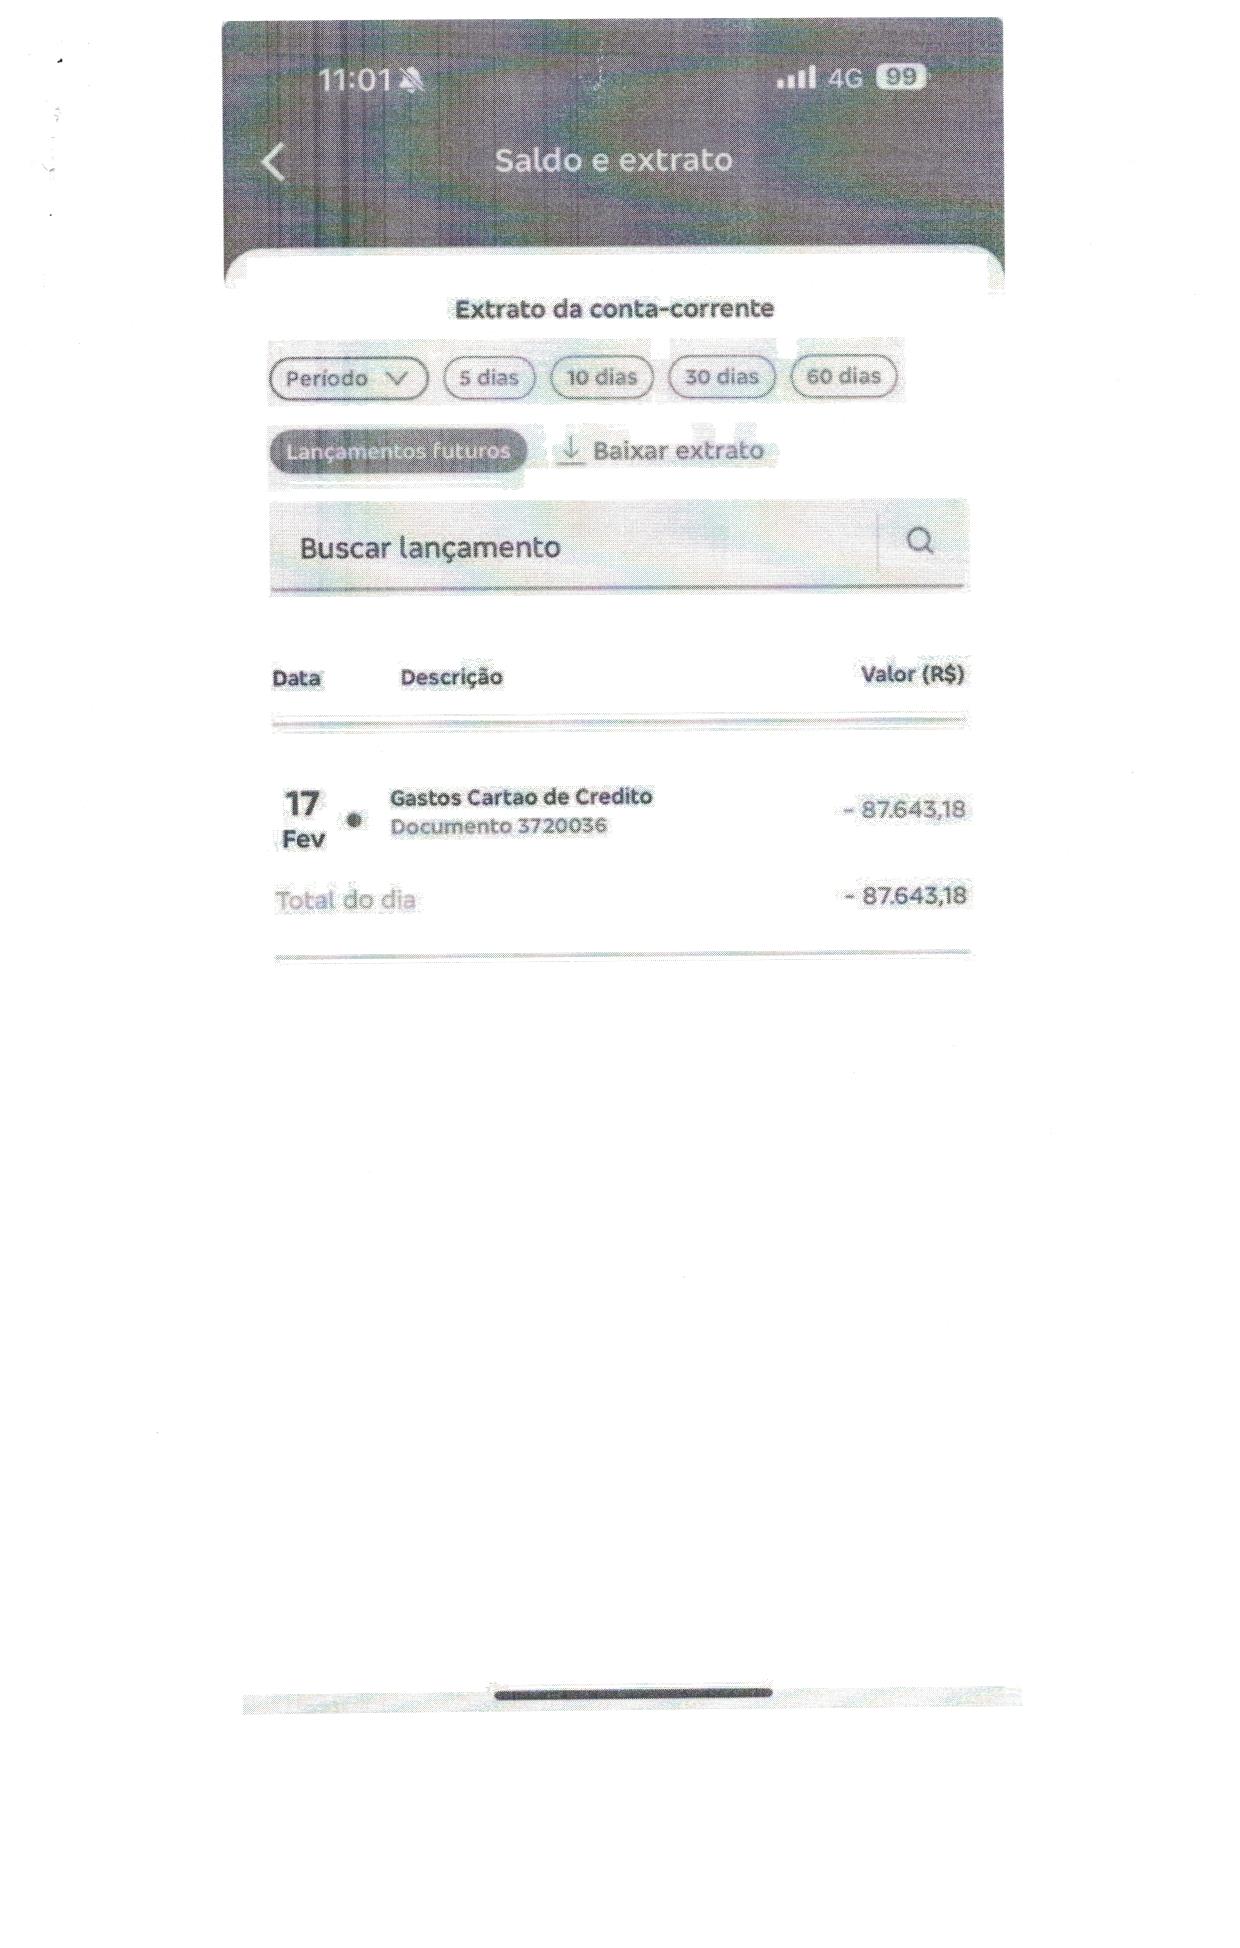 11:01 4G 99
Saldo e extrato
Extrato da conta-corrente
Período 5 dias 10 dias 30 dias 60 dias
Lançamentos futuros Baixar extrato
Buscar lançamento
Data Descrição Valor (R$)
17 Fev Gastos Cartao de Credito - 87.643,18
Documento 3720036
Total do dia - 87.643,18